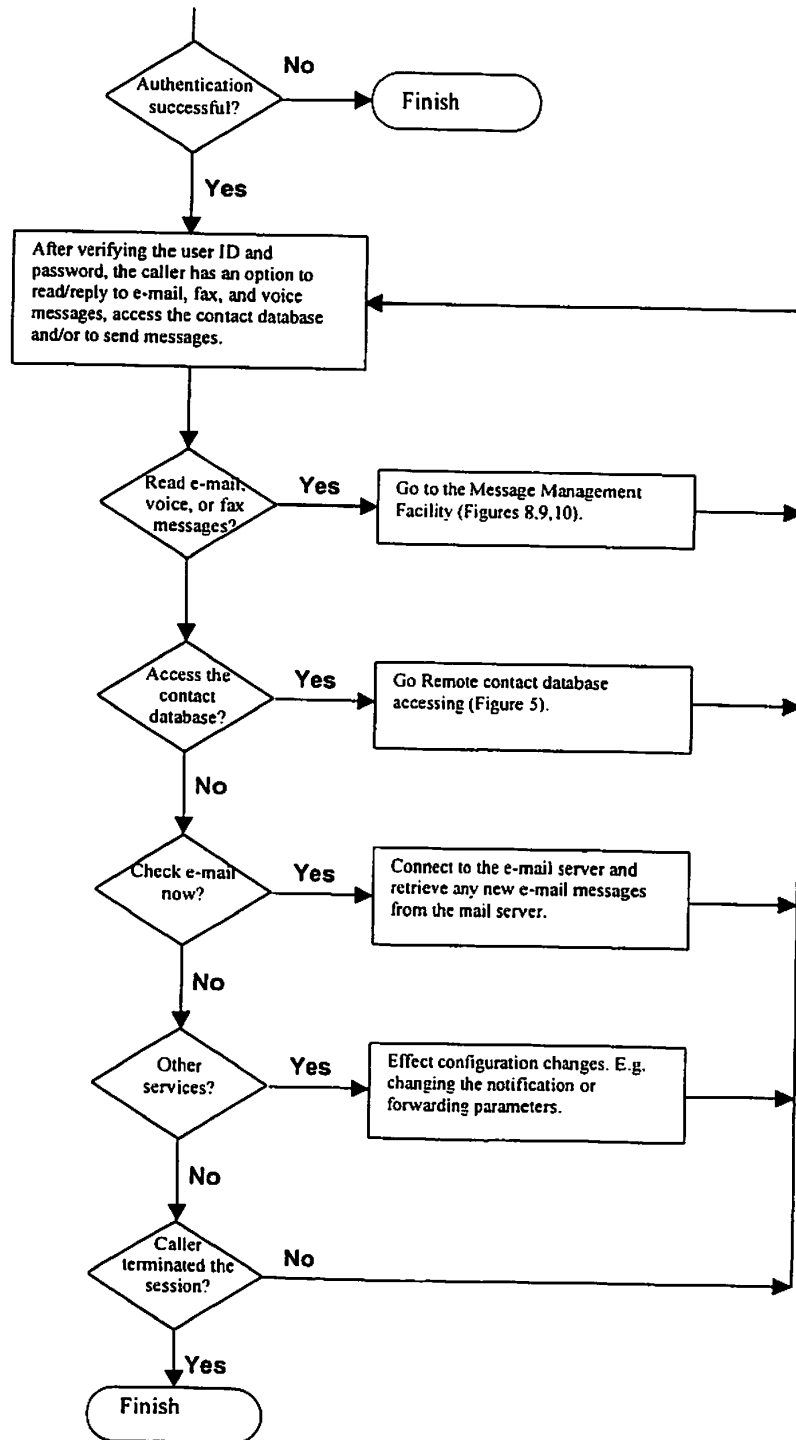 Authentication
successful?
No
Finish
Yes
After verifying the user ID and
password, the caller has an option to
read/reply to e-mail, fax, and voice
messages, access the contact database
and/or to send messages.
Read e-mail,
voice, or fax
messages?
Yes
Go to the Message Management
Facility (Figures 8,9,10).
Access the
contact
database?
Yes
Go Remote contact database
accessing (Figure 5).
No
Check e-mail
now?
Yes
Connect to the e-mail server and
retrieve any new e-mail messages
from the mail server.
No
Other
services?
Yes
Effect configuration changes. E.g.
changing the notification or
forwarding parameters.
No
Caller
terminated the
session?
No
Yes
Finish